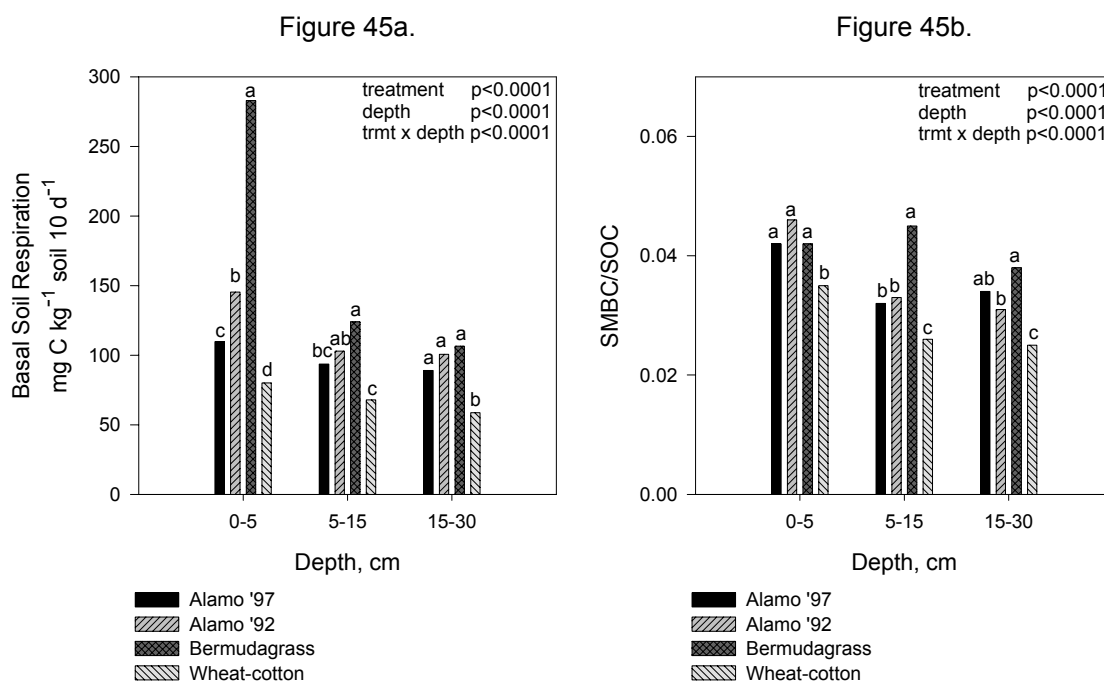 Figure 45a.
300
250
200
150
100
50
0
Basal Soil Respiration
mg C kg⁻¹ soil 10 d⁻¹
treatment p<0.0001
depth p<0.0001
trmt x depth p<0.0001
c
b
a
d
bc
ab
a
c
a
a
a
b
0-5
5-15
15-30
Depth, cm
Alamo '97
Alamo '92
Bermudagrass
Wheat-cotton
Figure 45b.
0.06
0.04
0.02
0.00
SMBC/SOC
treatment p<0.0001
depth p<0.0001
trmt x depth p<0.0001
a
a
a
b
b
b
a
c
ab
b
a
c
0-5
5-15
15-30
Depth, cm
Alamo '97
Alamo '92
Bermudagrass
Wheat-cotton